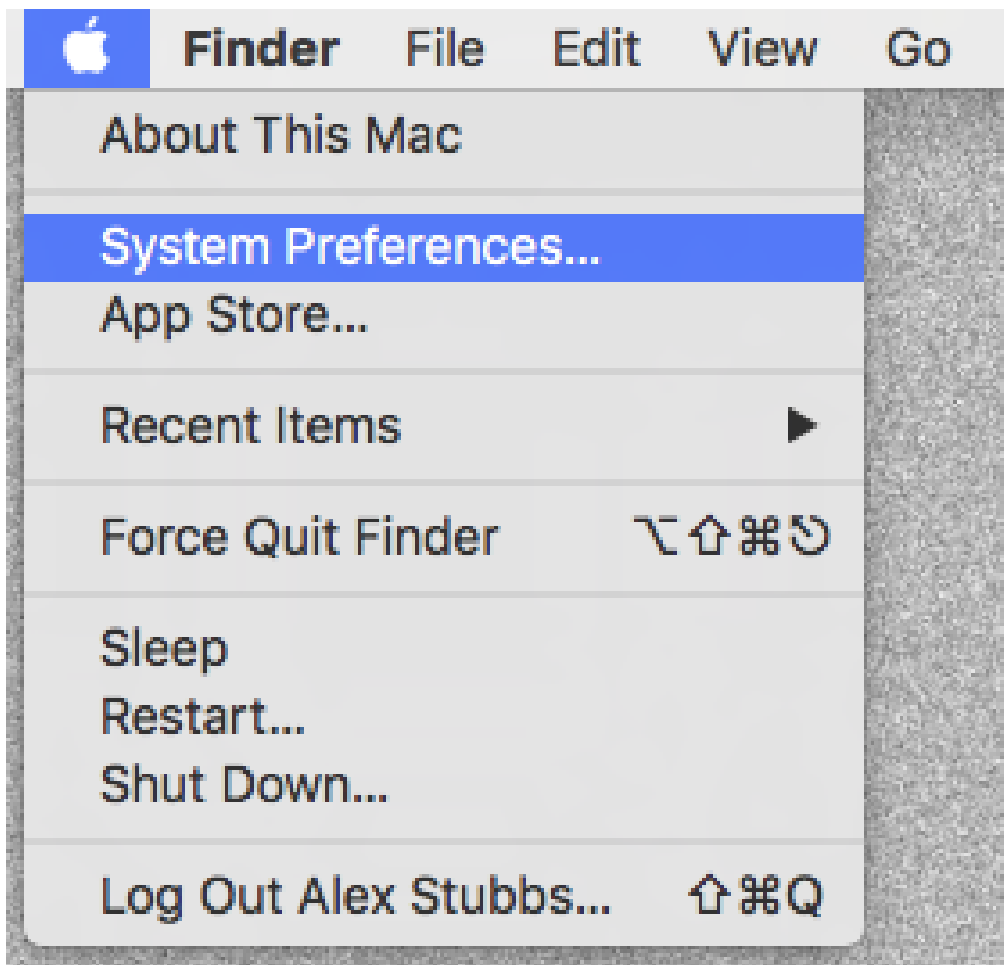 Finder File Edit View Go
About This Mac
System Preferences...
App Store...
Recent Items ▶
Force Quit Finder ⌥⇧⌘⎋
Sleep
Restart...
Shut Down...
Log Out Alex Stubbs... ⇧⌘Q